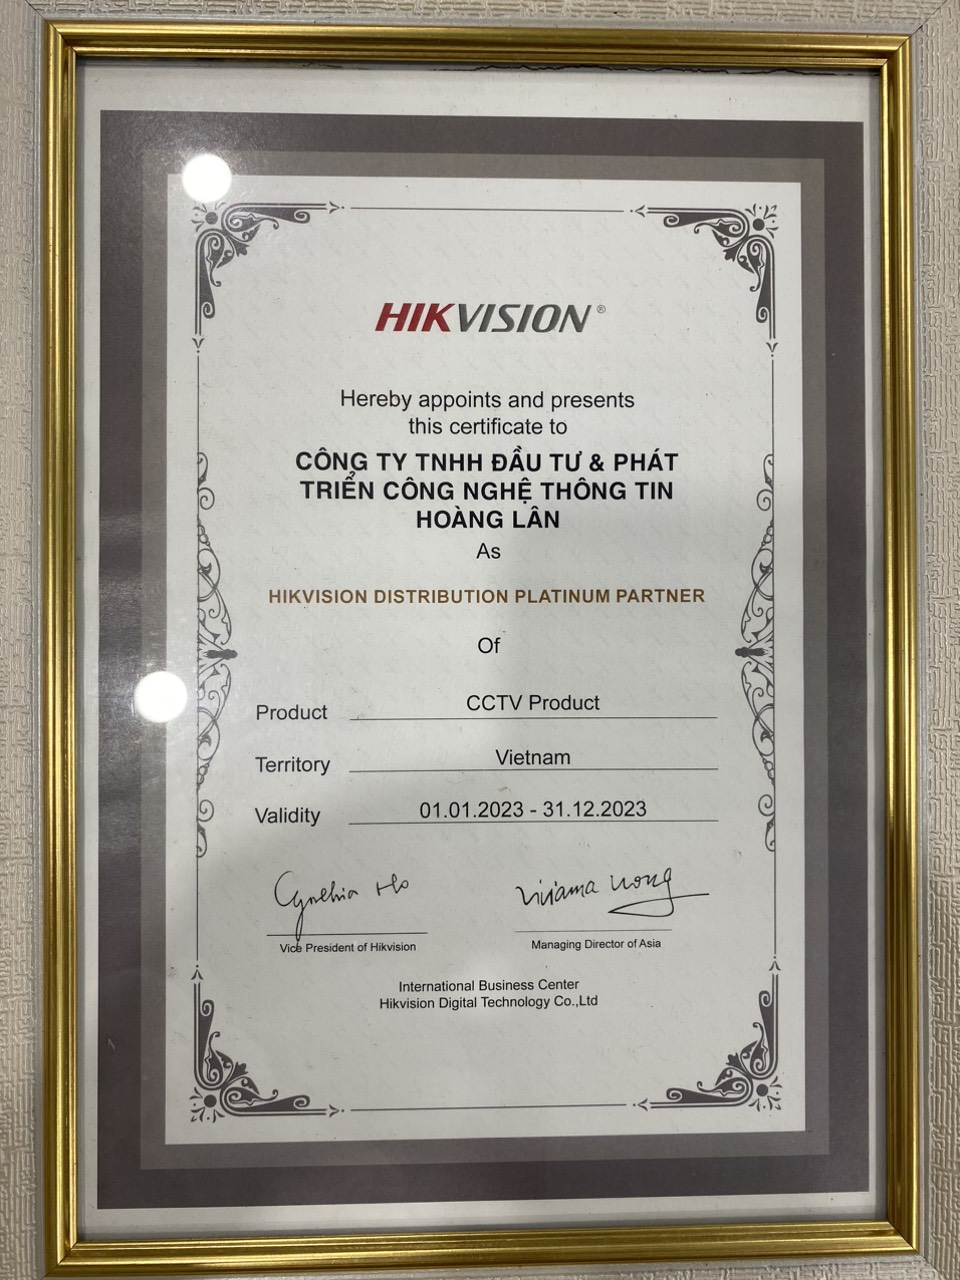 HIKVISION®
Hereby appoints and presents
this certificate to
CÔNG TY TNHH ĐẦU TƯ & PHÁT
TRIỂN CÔNG NGHỆ THÔNG TIN
HOÀNG LÂN
As
HIKVISION DISTRIBUTION PLATINUM PARTNER
Of
Product CCTV Product
Territory Vietnam
Validity 01.01.2023 - 31.12.2023
Cynthia Ho
Vice President of Hikvision Managing Director of Asia
International Business Center
Hikvision Digital Technology Co.,Ltd